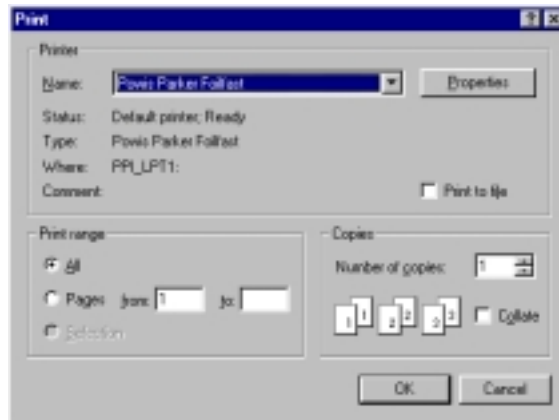 Print
Printer
Name: Powis Parker Foilfast Properties
Status: Default printer; Ready
Type: Powis Parker Foilfast
Where: PPI_LPT1:
Comment: Print to file
Print range
All
Pages from: 1 to:
Selection
Copies
Number of copies: 1
1 1 2 2 3 3 Collate
OK Cancel